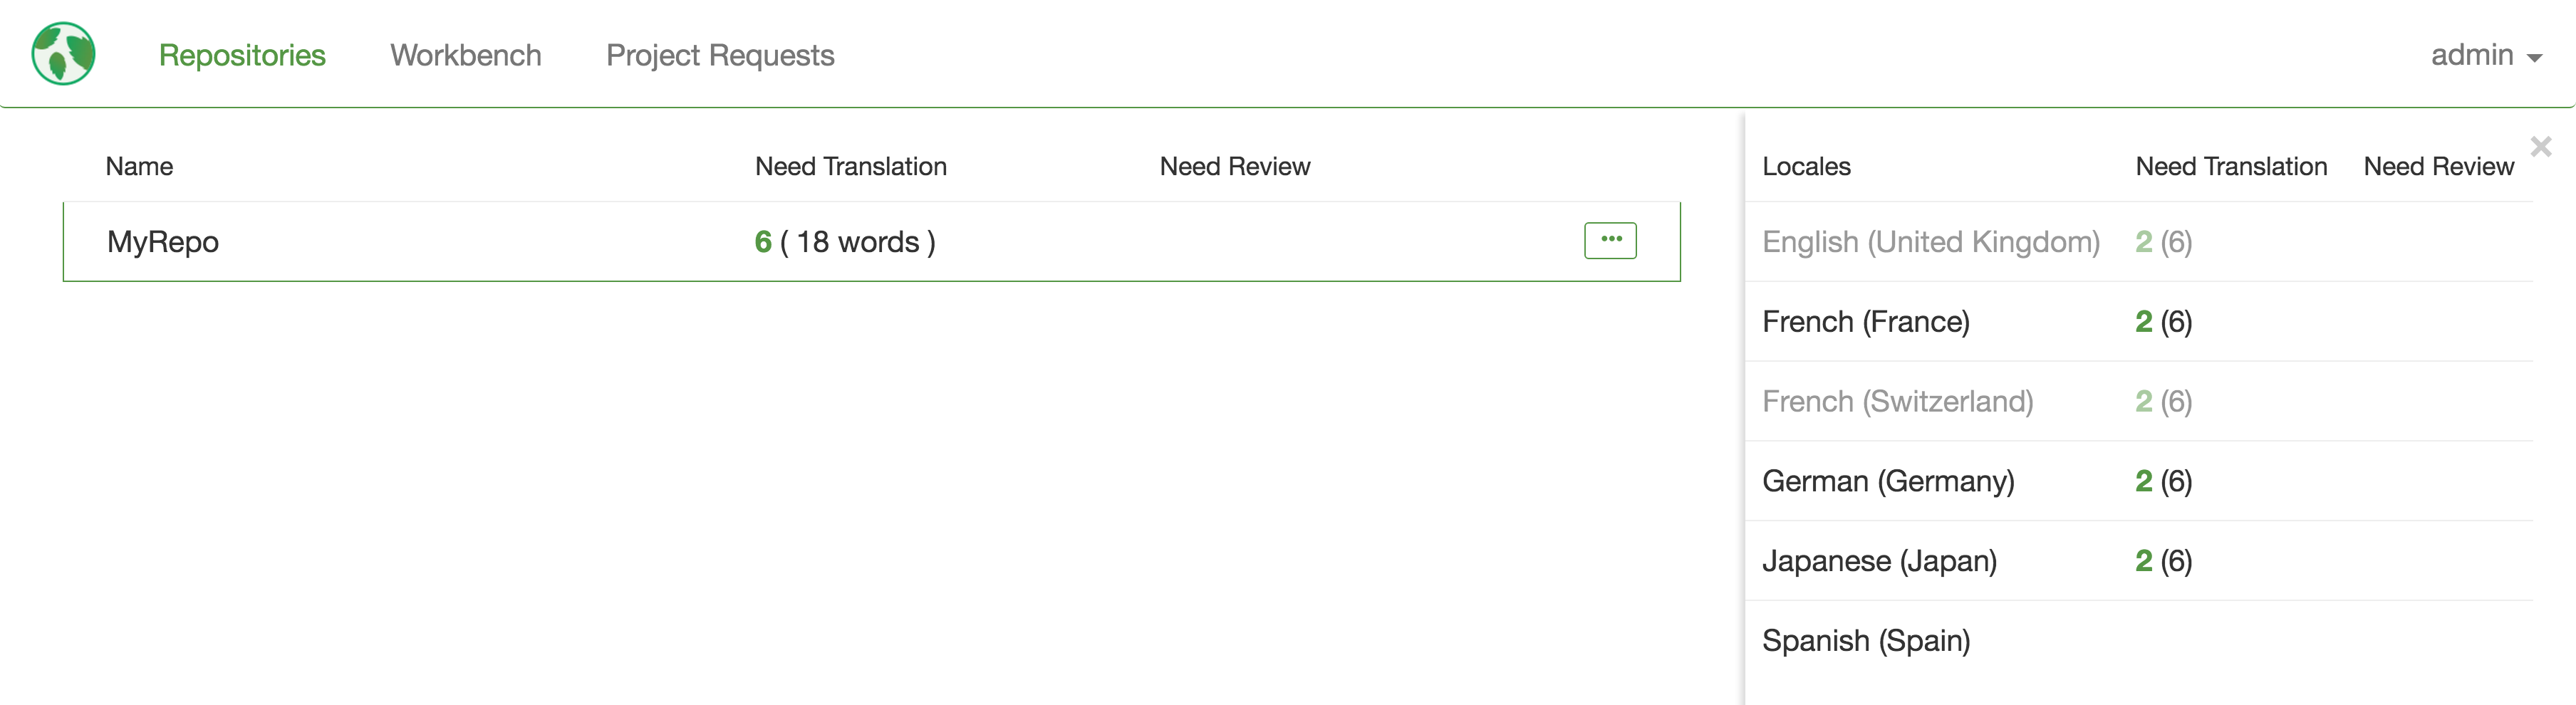 Repositories Workbench Project Requests admin
Name Need Translation Need Review
MyRepo 6 ( 18 words ) •••
Locales Need Translation Need Review ×
English (United Kingdom) 2 (6)
French (France) 2 (6)
French (Switzerland) 2 (6)
German (Germany) 2 (6)
Japanese (Japan) 2 (6)
Spanish (Spain)